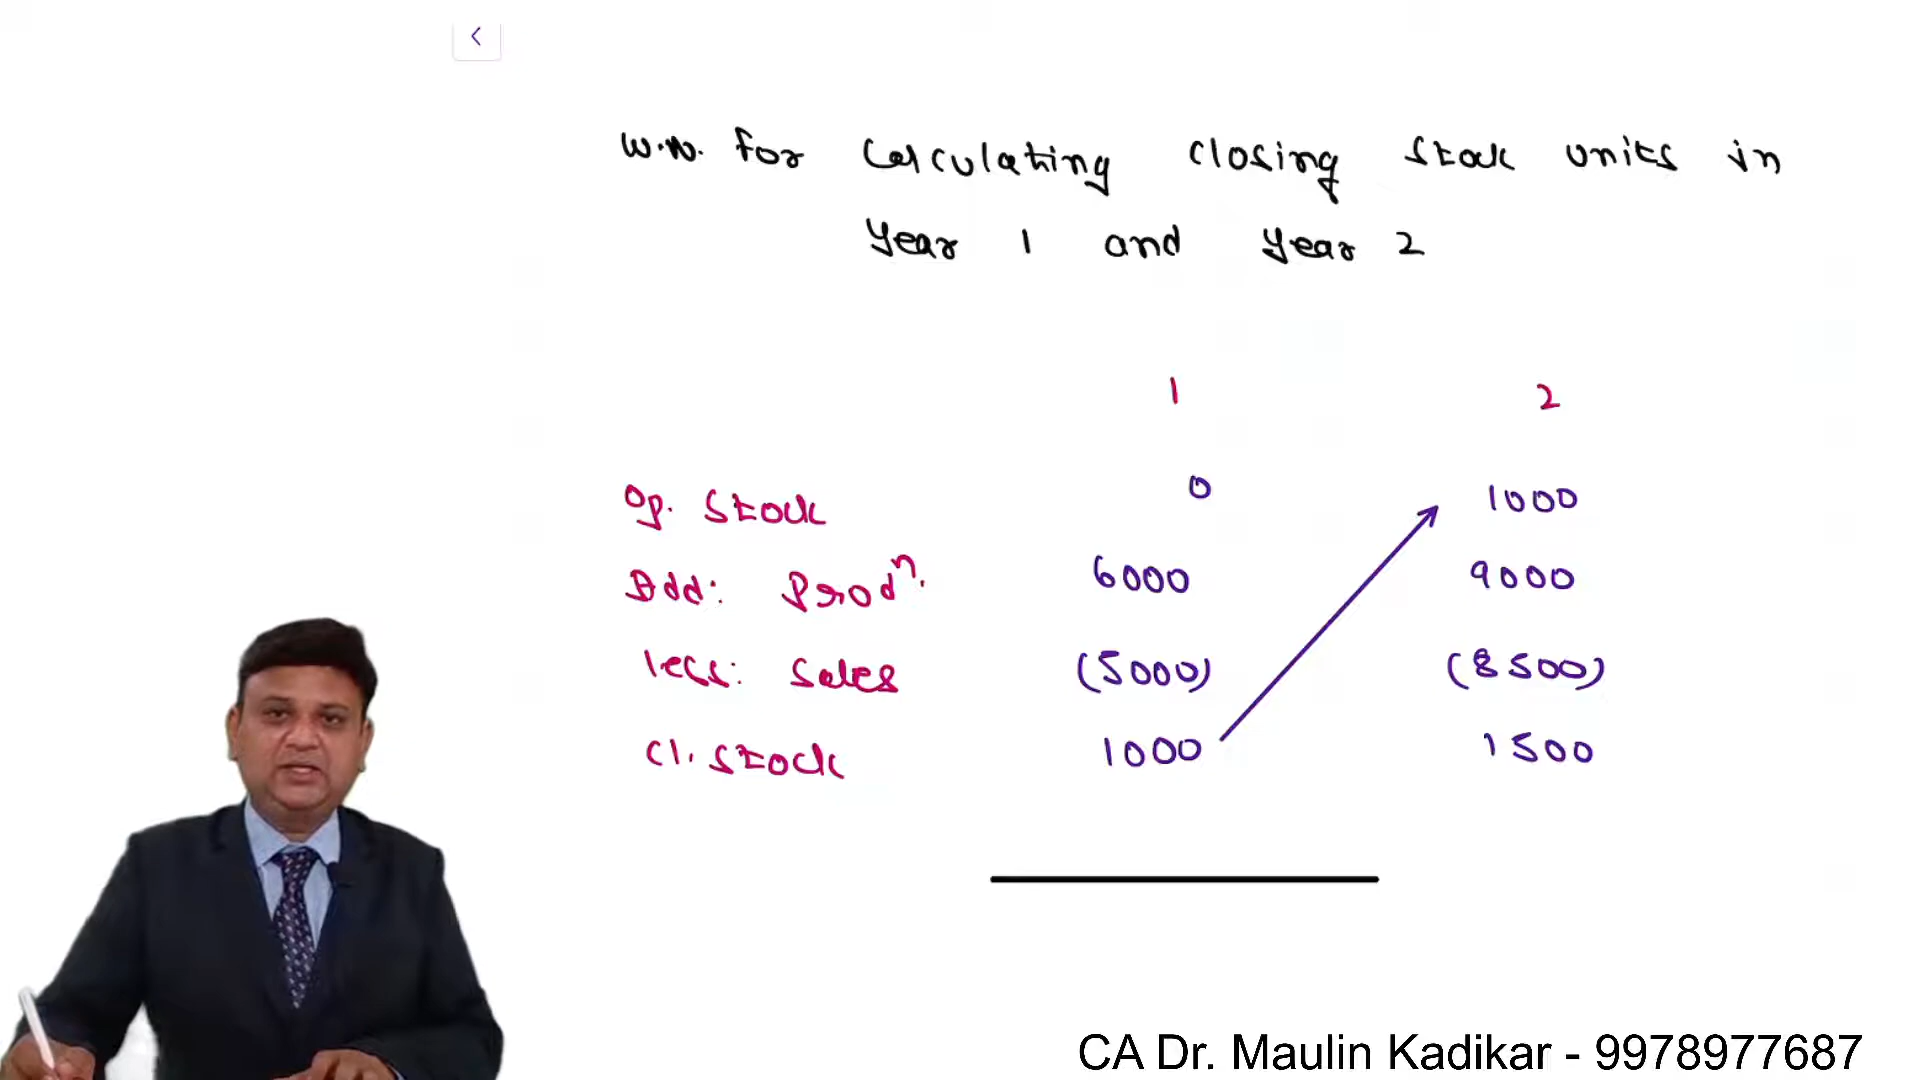 W.N. for Calculating Closing Stock units in
Year 1 and Year 2
1 2
Op. Stock 0 1000
Add: Prodⁿ. 6000 9000
less: Sales (5000) (8500)
Cl. Stock 1000 1500
CA Dr. Maulin Kadikar - 9978977687